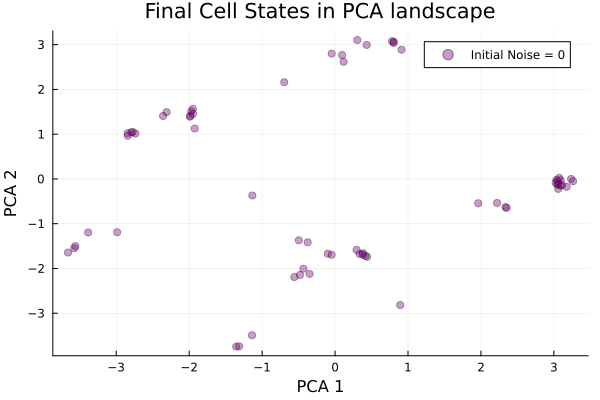 Final Cell States in PCA landscape
Initial Noise = 0
3
2
1
0
−1
−2
−3
PCA 2
−3 −2 −1 0 1 2 3
PCA 1